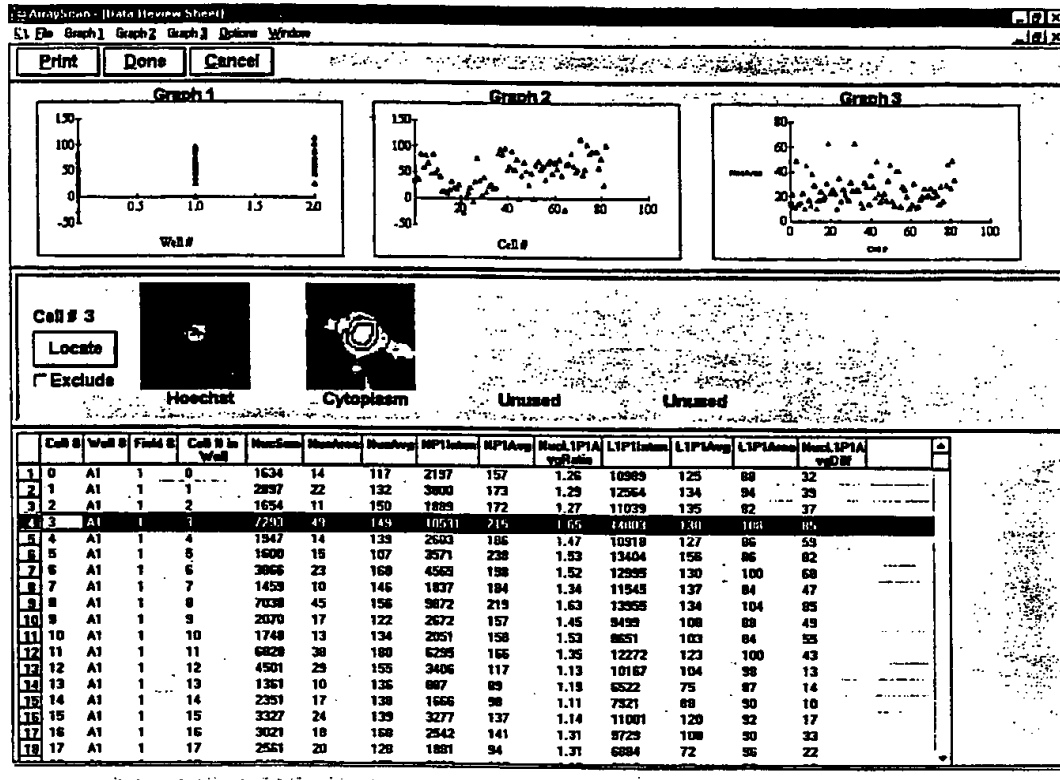 ArrayScan - [Data Review Sheet]
File Graph 1 Graph 2 Graph 3 Options Window
Print Done Cancel
Graph 1 Graph 2 Graph 3
150 150 80
100 100 60
50 50 NucArea 40
0 0 20
0.5 1.0 1.5 2.0 20 40 60 80 100 0
-50 -50 0 20 40 60 80 100
Well # Cell # Cell #
Cell # 3
Locate
Exclude
Hoechst Cytoplasm Unused Unused
Cell # Well # Field # Cell # in Well NucSum NucArea NucAvg NP1Inten NP1Avg NucL1P1AvgRatio L1P1Inten L1P1Avg L1P1Area NucL1P1AvgDiff
1 0 A1 1 0 1634 14 117 2197 157 1.26 10989 125 88 32
2 1 A1 1 1 2897 22 132 3800 173 1.29 12564 134 94 39
3 2 A1 1 2 1654 11 150 1889 172 1.27 11039 135 82 37
4 3 A1 1 3 7293 49 149 10531 215 1.65 14003 130 108 85
5 4 A1 1 4 1947 14 139 2603 186 1.47 10918 127 86 59
6 5 A1 1 5 1600 15 107 3571 238 1.53 13404 156 86 82
7 6 A1 1 6 3866 23 168 4565 198 1.52 12995 130 100 68
8 7 A1 1 7 1459 10 146 1837 184 1.34 11545 137 84 47
9 8 A1 1 8 7038 45 156 9872 219 1.63 13955 134 104 85
10 9 A1 1 9 2070 17 122 2672 157 1.45 9499 108 88 49
11 10 A1 1 10 1748 13 134 2051 158 1.53 8651 103 84 55
12 11 A1 1 11 6828 38 180 6295 166 1.35 12272 123 100 43
13 12 A1 1 12 4501 29 155 3406 117 1.13 10187 104 98 13
14 13 A1 1 13 1361 10 136 887 89 1.19 6522 75 87 14
15 14 A1 1 14 2351 17 138 1666 98 1.11 7921 88 90 10
16 15 A1 1 15 3327 24 139 3277 137 1.14 11001 120 92 17
17 16 A1 1 16 3021 18 168 2542 141 1.31 9729 108 90 33
18 17 A1 1 17 2561 20 128 1881 94 1.31 6884 72 96 22